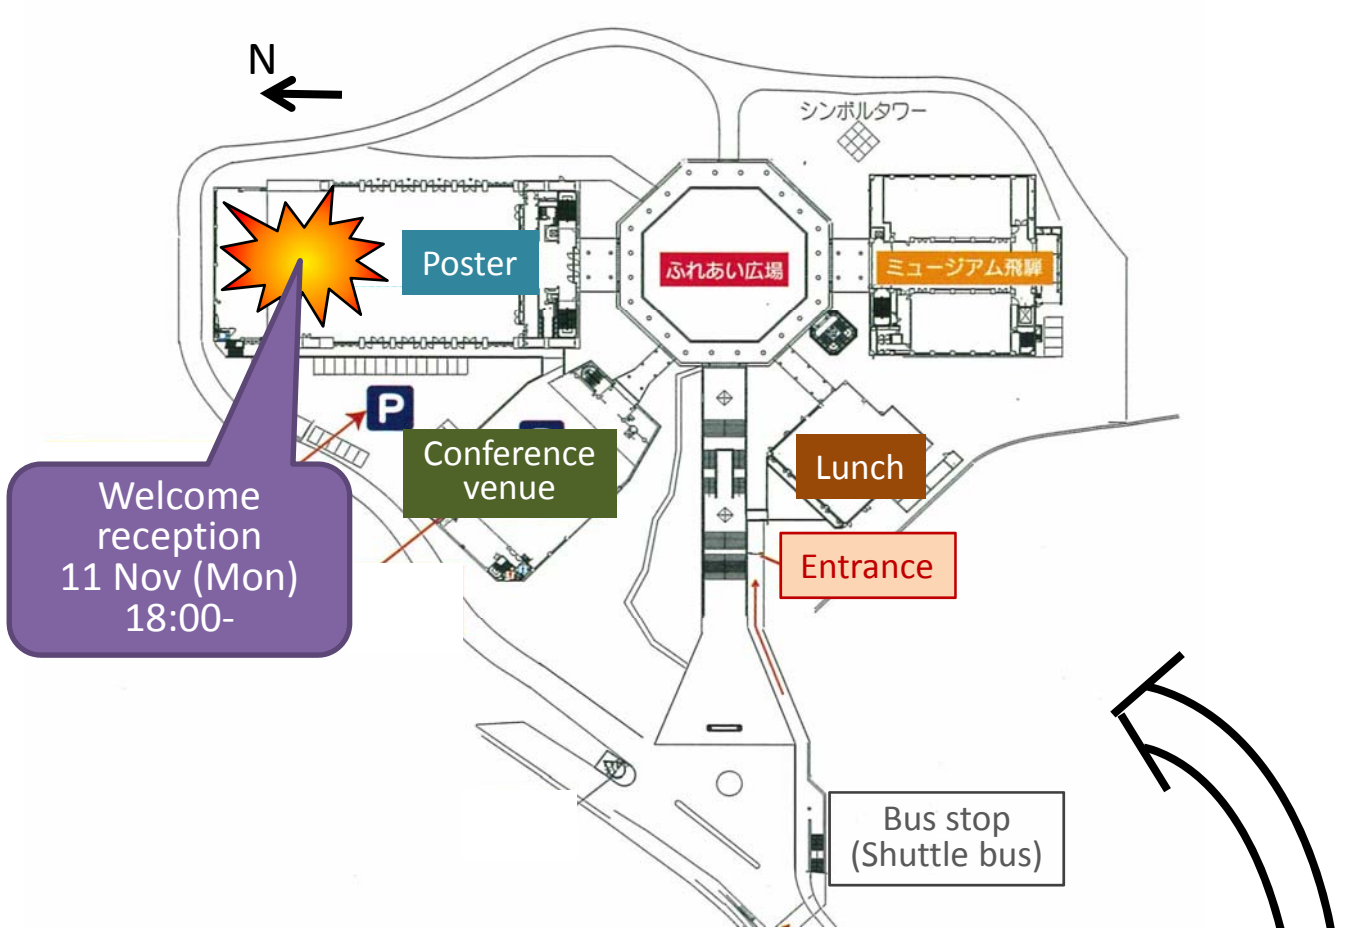 N
シンボルタワー
Poster
ふれあい広場
ミュージアム飛騨
P
Conference
venue
Lunch
Welcome
reception
11 Nov (Mon)
18:00-
Entrance
Bus stop
(Shuttle bus)